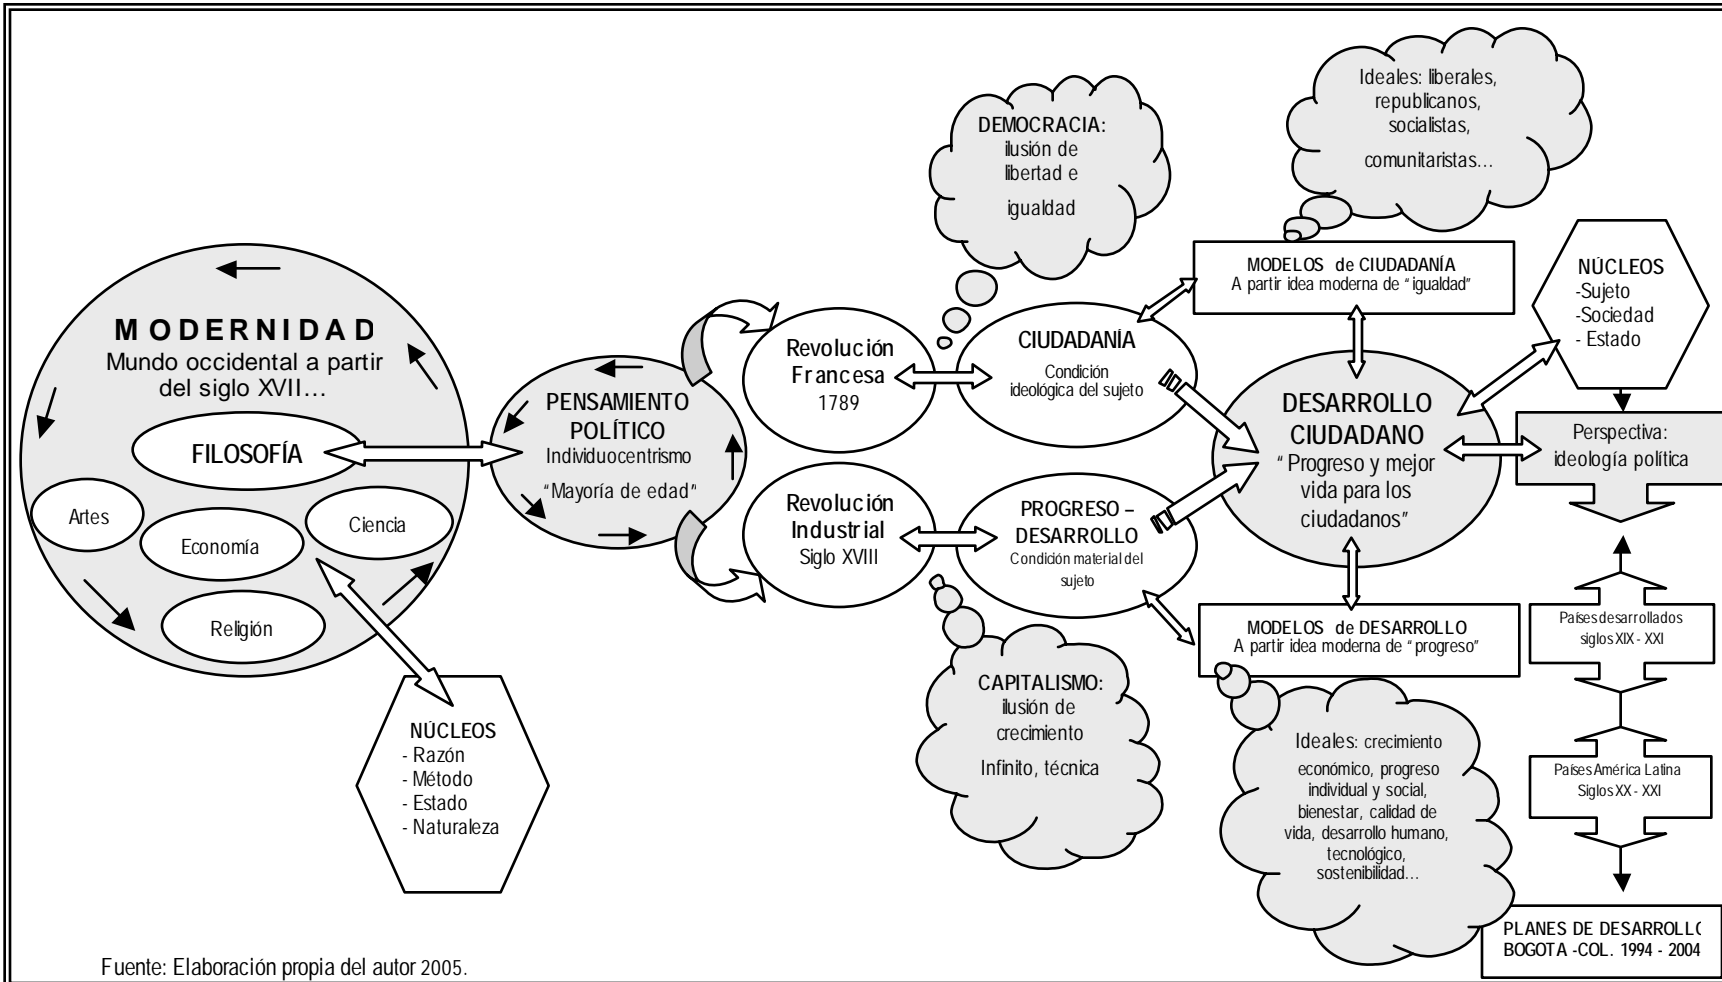 MODERNIDAD
Mundo occidental a partir
del siglo XVII...
FILOSOFÍA
Artes
Economía
Ciencia
Religión
NÚCLEOS
- Razón
- Método
- Estado
- Naturaleza
PENSAMIENTO
POLÍTICO
Individuocentrismo
"Mayoría de edad"
Revolución
Francesa
1789
Revolución
Industrial
Siglo XVIII
DEMOCRACIA:
ilusión de
libertad e
igualdad
CIUDADANÍA
Condición
ideológica del sujeto
PROGRESO –
DESARROLLO
Condición material del
sujeto
CAPITALISMO:
ilusión de
crecimiento
Infinito, técnica
Ideales: liberales,
republicanos,
socialistas,
comunitaristas...
MODELOS de CIUDADANÍA
A partir idea moderna de "igualdad"
DESARROLLO
CIUDADANO
"Progreso y mejor
vida para los
ciudadanos"
MODELOS de DESARROLLO
A partir idea moderna de "progreso"
Ideales: crecimiento
económico, progreso
individual y social,
bienestar, calidad de
vida, desarrollo humano,
tecnológico,
sostenibilidad...
NÚCLEOS
-Sujeto
-Sociedad
- Estado
Perspectiva:
ideología política
Países desarrollados
siglos XIX - XXI
Países América Latina
Siglos XX - XXI
PLANES DE DESARROLLO
BOGOTA -COL. 1994 - 2004
Fuente: Elaboración propia del autor 2005.